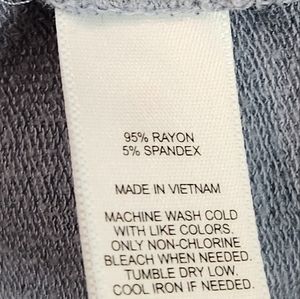 95% RAYON
5% SPANDEX
MADE IN VIETNAM
MACHINE WASH COLD
WITH LIKE COLORS.
ONLY NON-CHLORINE
BLEACH WHEN NEEDED.
TUMBLE DRY LOW.
COOL IRON IF NEEDED.